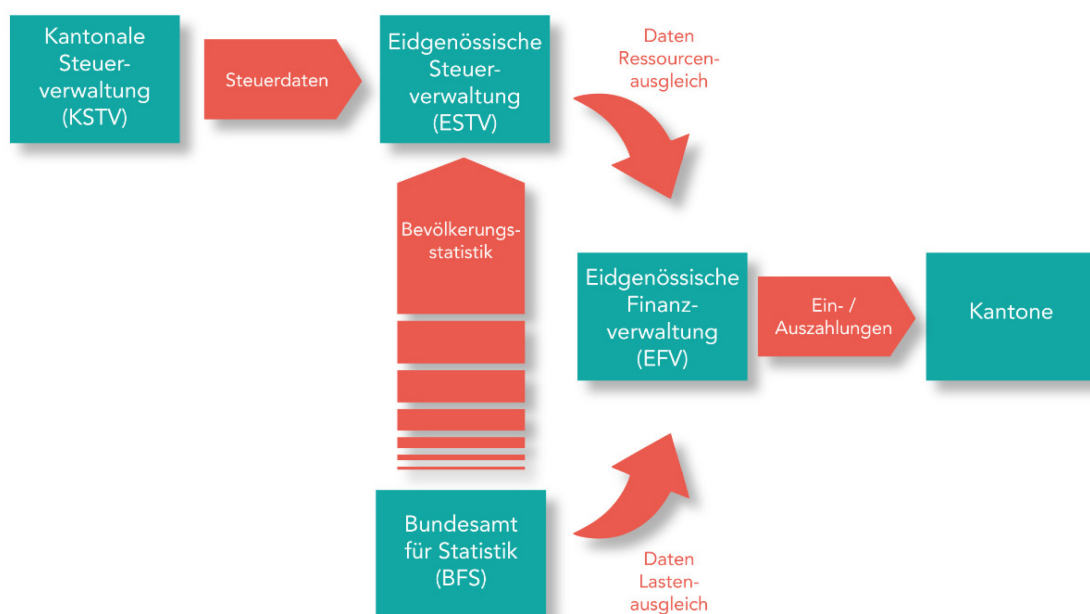 Kantonale
Steuer-
verwaltung
(KSTV)
Steuerdaten
Eidgenössische
Steuer-
verwaltung
(ESTV)
Daten
Ressourcen-
ausgleich
Bevölkerungs-
statistik
Eidgenössische
Finanz-
verwaltung
(EFV)
Ein- /
Auszahlungen
Kantone
Bundesamt
für Statistik
(BFS)
Daten
Lasten-
ausgleich